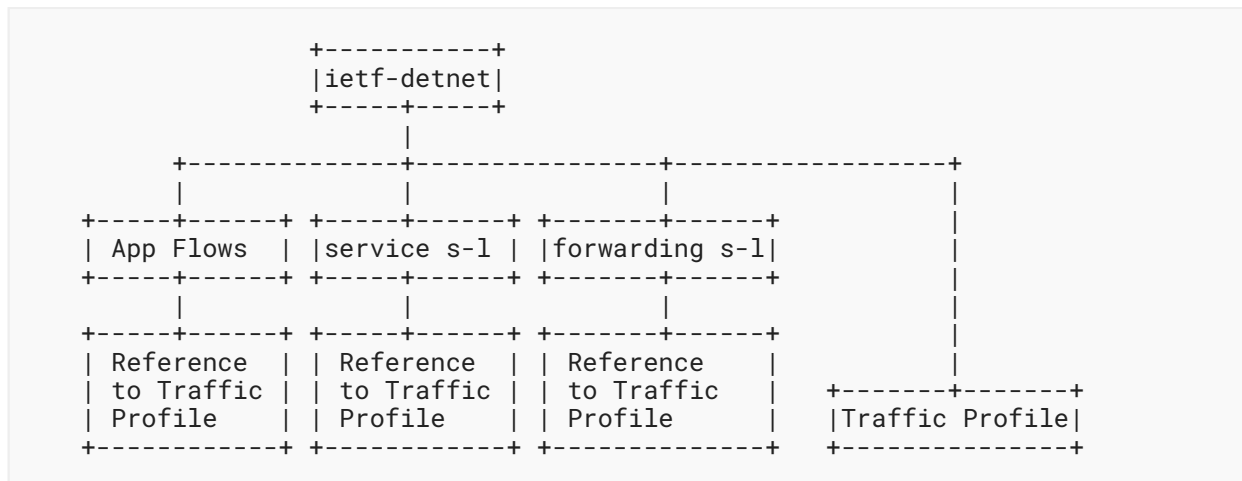 ietf-detnet
App Flows service s-l forwarding s-l
Reference Reference Reference
to Traffic to Traffic to Traffic
Profile Profile Profile Traffic Profile